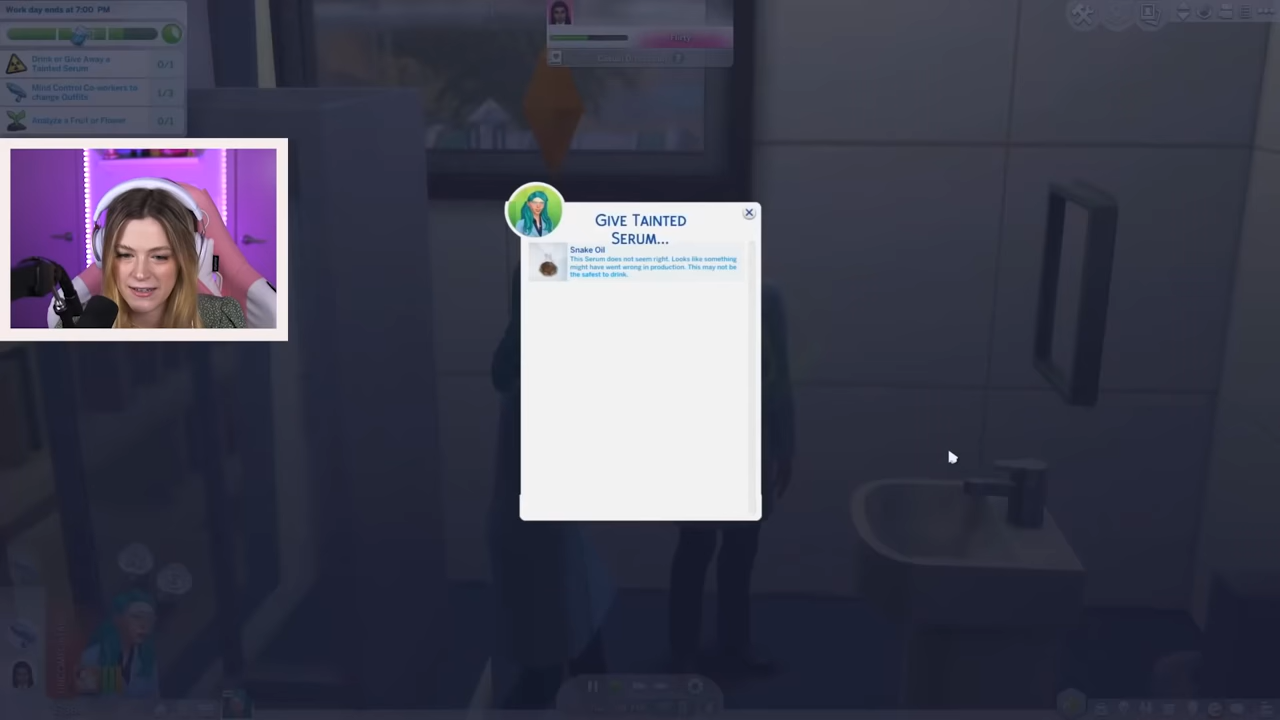 Work day ends at 7:00 PM
Drink or Give Away a
Tainted Serum
0/1
Mind Control Co-workers to
change Outfits
1/3
Analyze a Fruit or Flower
0/1
Flirty
GIVE TAINTED
SERUM...
Snake Oil
This Serum does not seem right. Looks like something
might have went wrong in production. This may not be
the safest to drink.